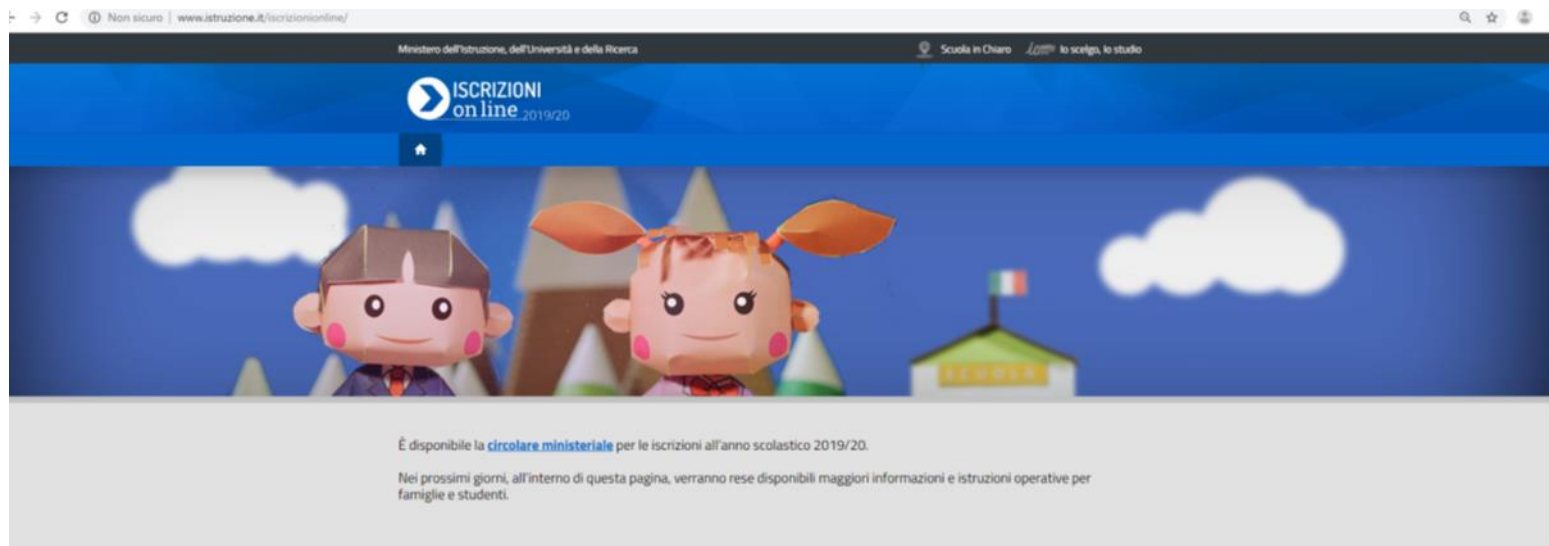 Non sicuro | www.istruzione.it/iscrizionionline/
Ministero dell'Istruzione, dell'Università e della Ricerca
Scuola in Chiaro Io scelgo, Io studio
ISCRIZIONI
on line 2019/20
SCUOLA
È disponibile la circolare ministeriale per le iscrizioni all'anno scolastico 2019/20.
Nei prossimi giorni, all'interno di questa pagina, verranno rese disponibili maggiori informazioni e istruzioni operative per
famiglie e studenti.